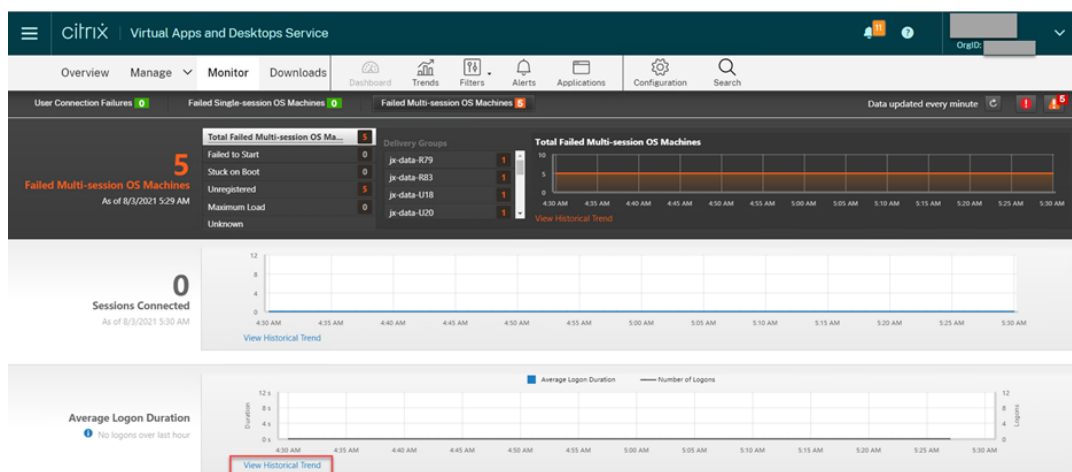 citrix | Virtual Apps and Desktops Service
11
OrgID:
Overview Manage Monitor Downloads Dashboard Trends Filters Alerts Applications Configuration Search
User Connection Failures 0 Failed Single-session OS Machines 0 Failed Multi-session OS Machines 5 Data updated every minute 5
5
Failed Multi-session OS Machines
As of 8/3/2021 5:29 AM
Total Failed Multi-session OS Ma... 5
Failed to Start 0
Stuck on Boot 0
Unregistered 5
Maximum Load 0
Unknown
Delivery Groups
jx-data-R79 1
jx-data-R83 1
jx-data-U18 1
jx-data-U20 1
Total Failed Multi-session OS Machines
10
5
0
4:30 AM 4:35 AM 4:40 AM 4:45 AM 4:50 AM 4:55 AM 5:00 AM 5:05 AM 5:10 AM 5:15 AM 5:20 AM 5:25 AM 5:30 AM
View Historical Trend
0
Sessions Connected
As of 8/3/2021 5:30 AM
12
8
4
0
4:30 AM 4:35 AM 4:40 AM 4:45 AM 4:50 AM 4:55 AM 5:00 AM 5:05 AM 5:10 AM 5:15 AM 5:20 AM 5:25 AM 5:30 AM
View Historical Trend
Average Logon Duration
No logons over last hour
Average Logon Duration Number of Logons
Duration
12 s
8 s
4 s
0 s
12
8
4
0
Logons
4:30 AM 4:35 AM 4:40 AM 4:45 AM 4:50 AM 4:55 AM 5:00 AM 5:05 AM 5:10 AM 5:15 AM 5:20 AM 5:25 AM 5:30 AM
View Historical Trend